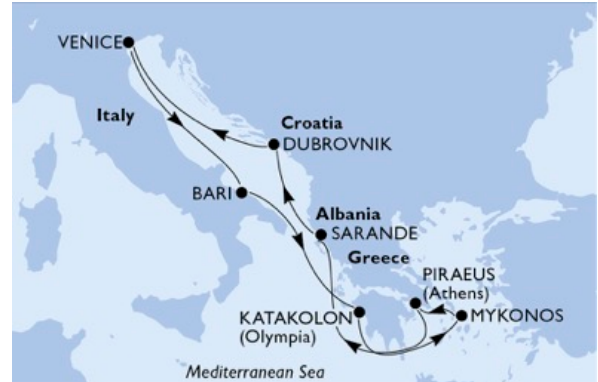 VENICE
Italy
Croatia
DUBROVNIK
BARI
Albania
SARANDE
Greece
PIRAEUS
(Athens)
KATAKOLON
(Olympia)
MYKONOS
Mediterranean Sea